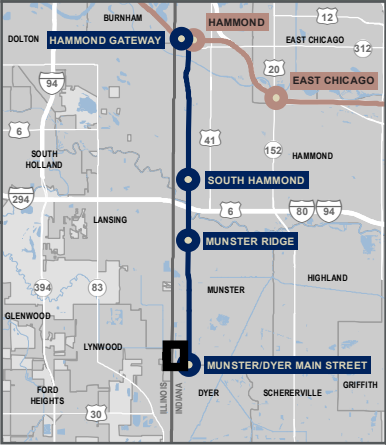 BURNHAM
HAMMOND
12
DOLTON
HAMMOND GATEWAY
EAST CHICAGO
312
20
94
EAST CHICAGO
6
41
152
SOUTH
HOLLAND
HAMMOND
SOUTH HAMMOND
294
6
80
94
LANSING
MUNSTER RIDGE
HIGHLAND
394
83
MUNSTER
GLENWOOD
LYNWOOD
MUNSTER/DYER MAIN STREET
FORD
HEIGHTS
ILLINOIS
INDIANA
DYER
SCHERERVILLE
GRIFFITH
30